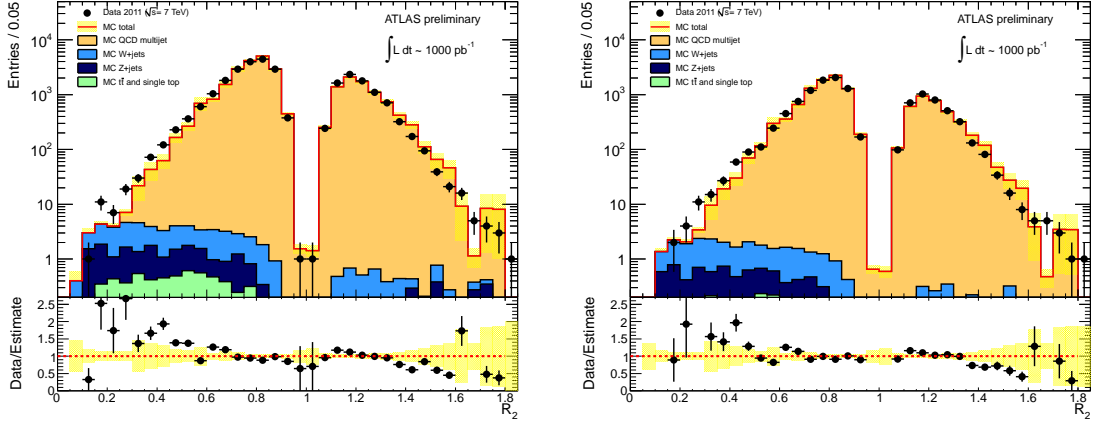 Entries / 0.05
Data 2011 √s= 7 TeV)
MC total
MC QCD multijet
MC W+jets
MC Z+jets
MC tt̄ and single top
ATLAS preliminary
∫L dt ~ 1000 pb⁻¹
10⁴
10³
10²
10
1
Data/Estimate
2.5
2
1.5
1
0.5
0
0.2 0.4 0.6 0.8 1 1.2 1.4 1.6 1.8
R₂
Entries / 0.05
Data 2011 √s= 7 TeV)
MC total
MC QCD multijet
MC W+jets
MC Z+jets
MC tt̄ and single top
ATLAS preliminary
∫L dt ~ 1000 pb⁻¹
10⁴
10³
10²
10
1
Data/Estimate
2.5
2
1.5
1
0.5
0
0 0.2 0.4 0.6 0.8 1 1.2 1.4 1.6 1.8
R₂